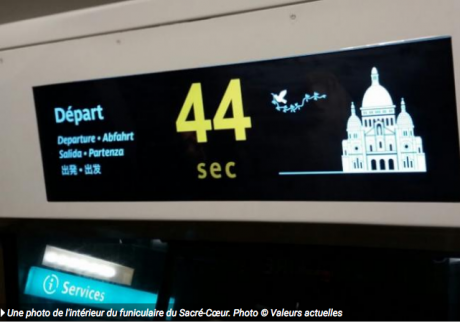 Départ
Departure • Abfahrt
Salida • Partenza
出発 • 出发
44
sec
Services
Une photo de l'intérieur du funiculaire du Sacré-Cœur. Photo © Valeurs actuelles